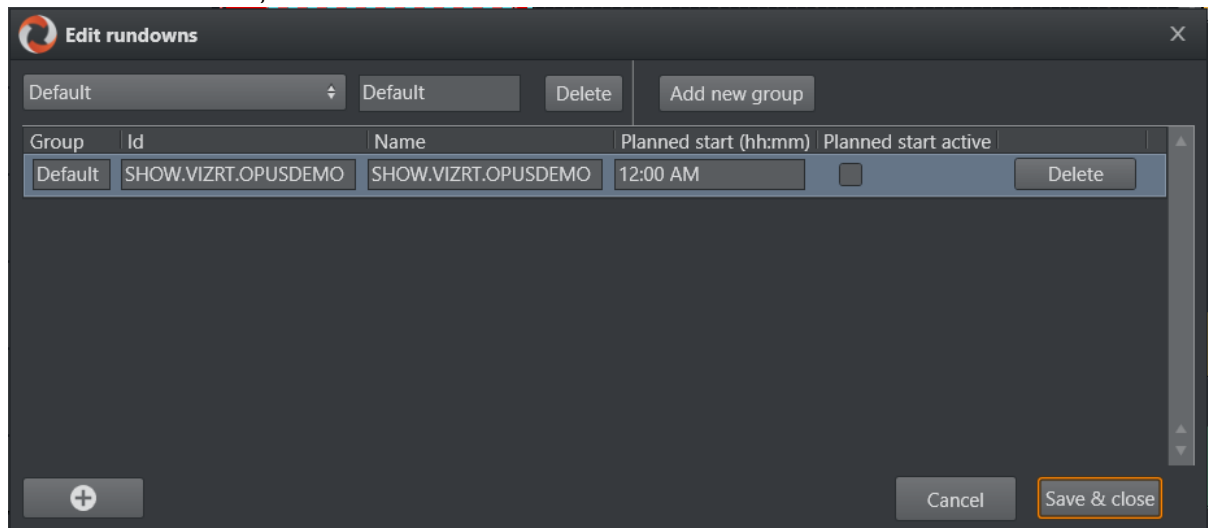 Edit rundowns X
Default Default Delete Add new group
Group Id Name Planned start (hh:mm) Planned start active
Default SHOW.VIZRT.OPUSDEMO SHOW.VIZRT.OPUSDEMO 12:00 AM Delete
Cancel Save & close